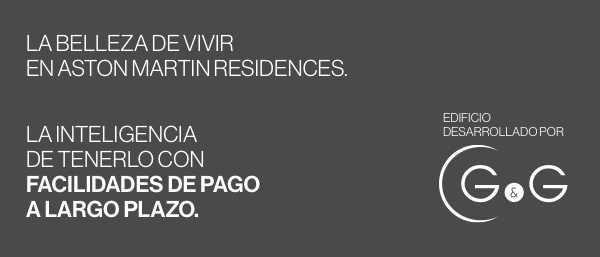 LA BELLEZA DE VIVIR
EN ASTON MARTIN RESIDENCES.
LA INTELIGENCIA
DE TENERLO CON
FACILIDADES DE PAGO
A LARGO PLAZO.
EDIFICIO
DESARROLLADO POR
G&G